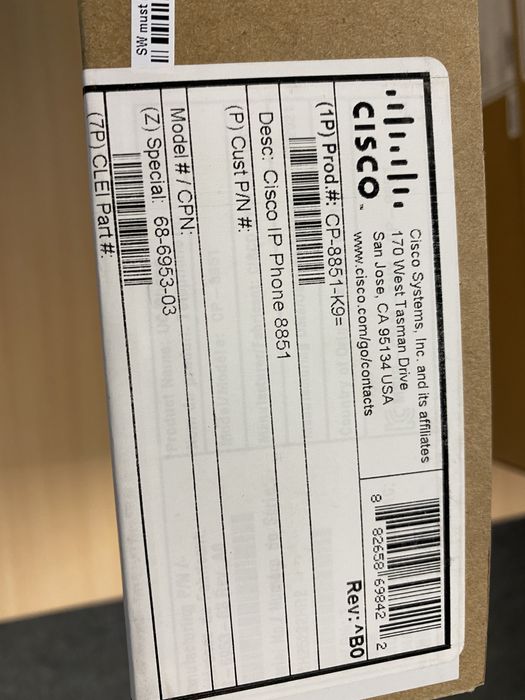 Cisco Systems, Inc. and its affiliates
170 West Tasman Drive
San Jose, CA 95134 USA
www.cisco.com/go/contacts
CISCO™
8 82658 69842 2
(1P) Prod #: CP-8851-K9=
Rev: ^B0
Desc: Cisco IP Phone 8851
(P) Cust P/N #:
Model # / CPN:
(Z) Special: 68-6953-03
(7P) CLEI Part #:
SW must